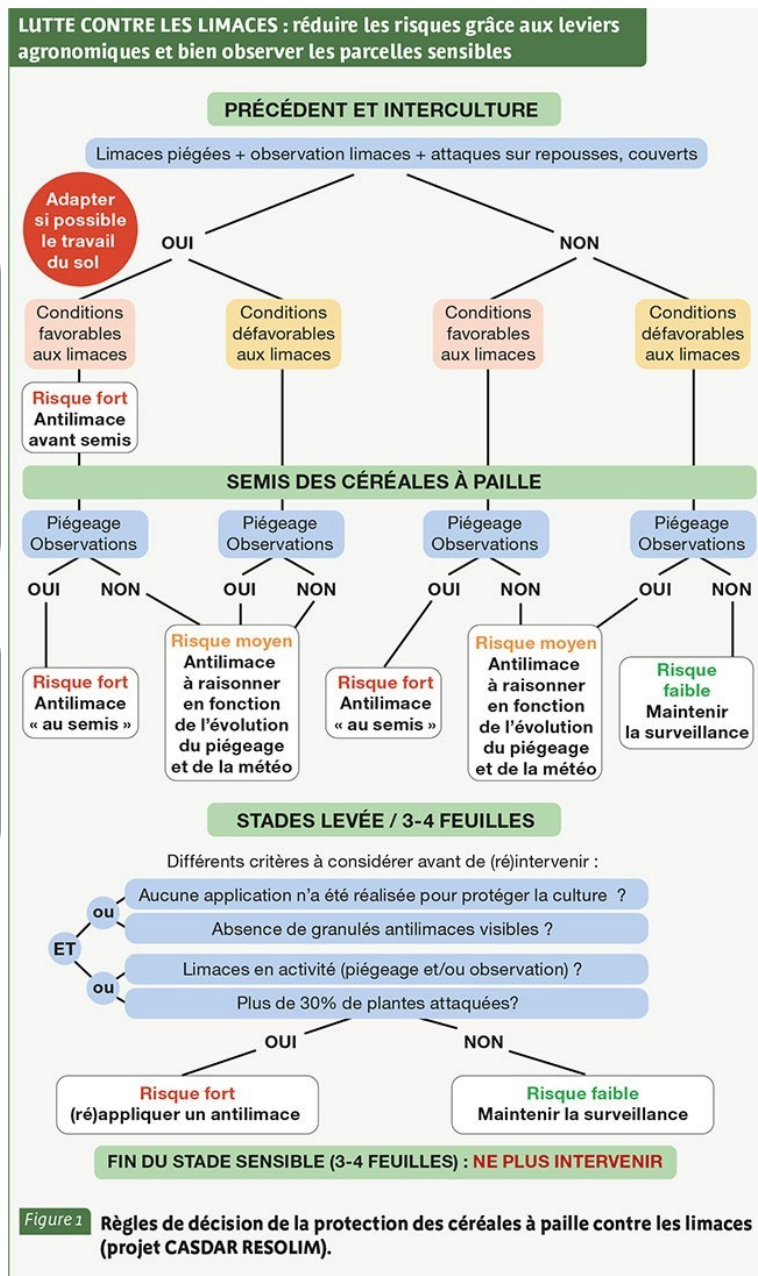 LUTTE CONTRE LES LIMACES : réduire les risques grâce aux leviers
agronomiques et bien observer les parcelles sensibles
PRÉCÉDENT ET INTERCULTURE
Limaces piégées + observation limaces + attaques sur repousses, couverts
Adapter
si possible
le travail
du sol
OUI
NON
Conditions
favorables
aux limaces
Conditions
défavorables
aux limaces
Conditions
favorables
aux limaces
Conditions
défavorables
aux limaces
Risque fort
Antilimace
avant semis
SEMIS DES CÉRÉALES À PAILLE
Piégeage
Observations
Piégeage
Observations
Piégeage
Observations
Piégeage
Observations
OUI
NON
OUI
NON
OUI
NON
OUI
NON
Risque fort
Antilimace
« au semis »
Risque moyen
Antilimace
à raisonner
en fonction
de l'évolution
du piégeage
et de la météo
Risque fort
Antilimace
« au semis »
Risque moyen
Antilimace
à raisonner
en fonction
de l'évolution
du piégeage
et de la météo
Risque
faible
Maintenir
la surveillance
STADES LEVÉE / 3-4 FEUILLES
Différents critères à considérer avant de (ré)intervenir :
Aucune application n'a été réalisée pour protéger la culture ?
ou
Absence de granulés antilimaces visibles ?
ET
Limaces en activité (piégeage et/ou observation) ?
ou
Plus de 30% de plantes attaquées?
OUI
NON
Risque fort
(ré)appliquer un antilimace
Risque faible
Maintenir la surveillance
FIN DU STADE SENSIBLE (3-4 FEUILLES) : NE PLUS INTERVENIR
Figure 1 Règles de décision de la protection des céréales à paille contre les limaces
(projet CASDAR RESOLIM).